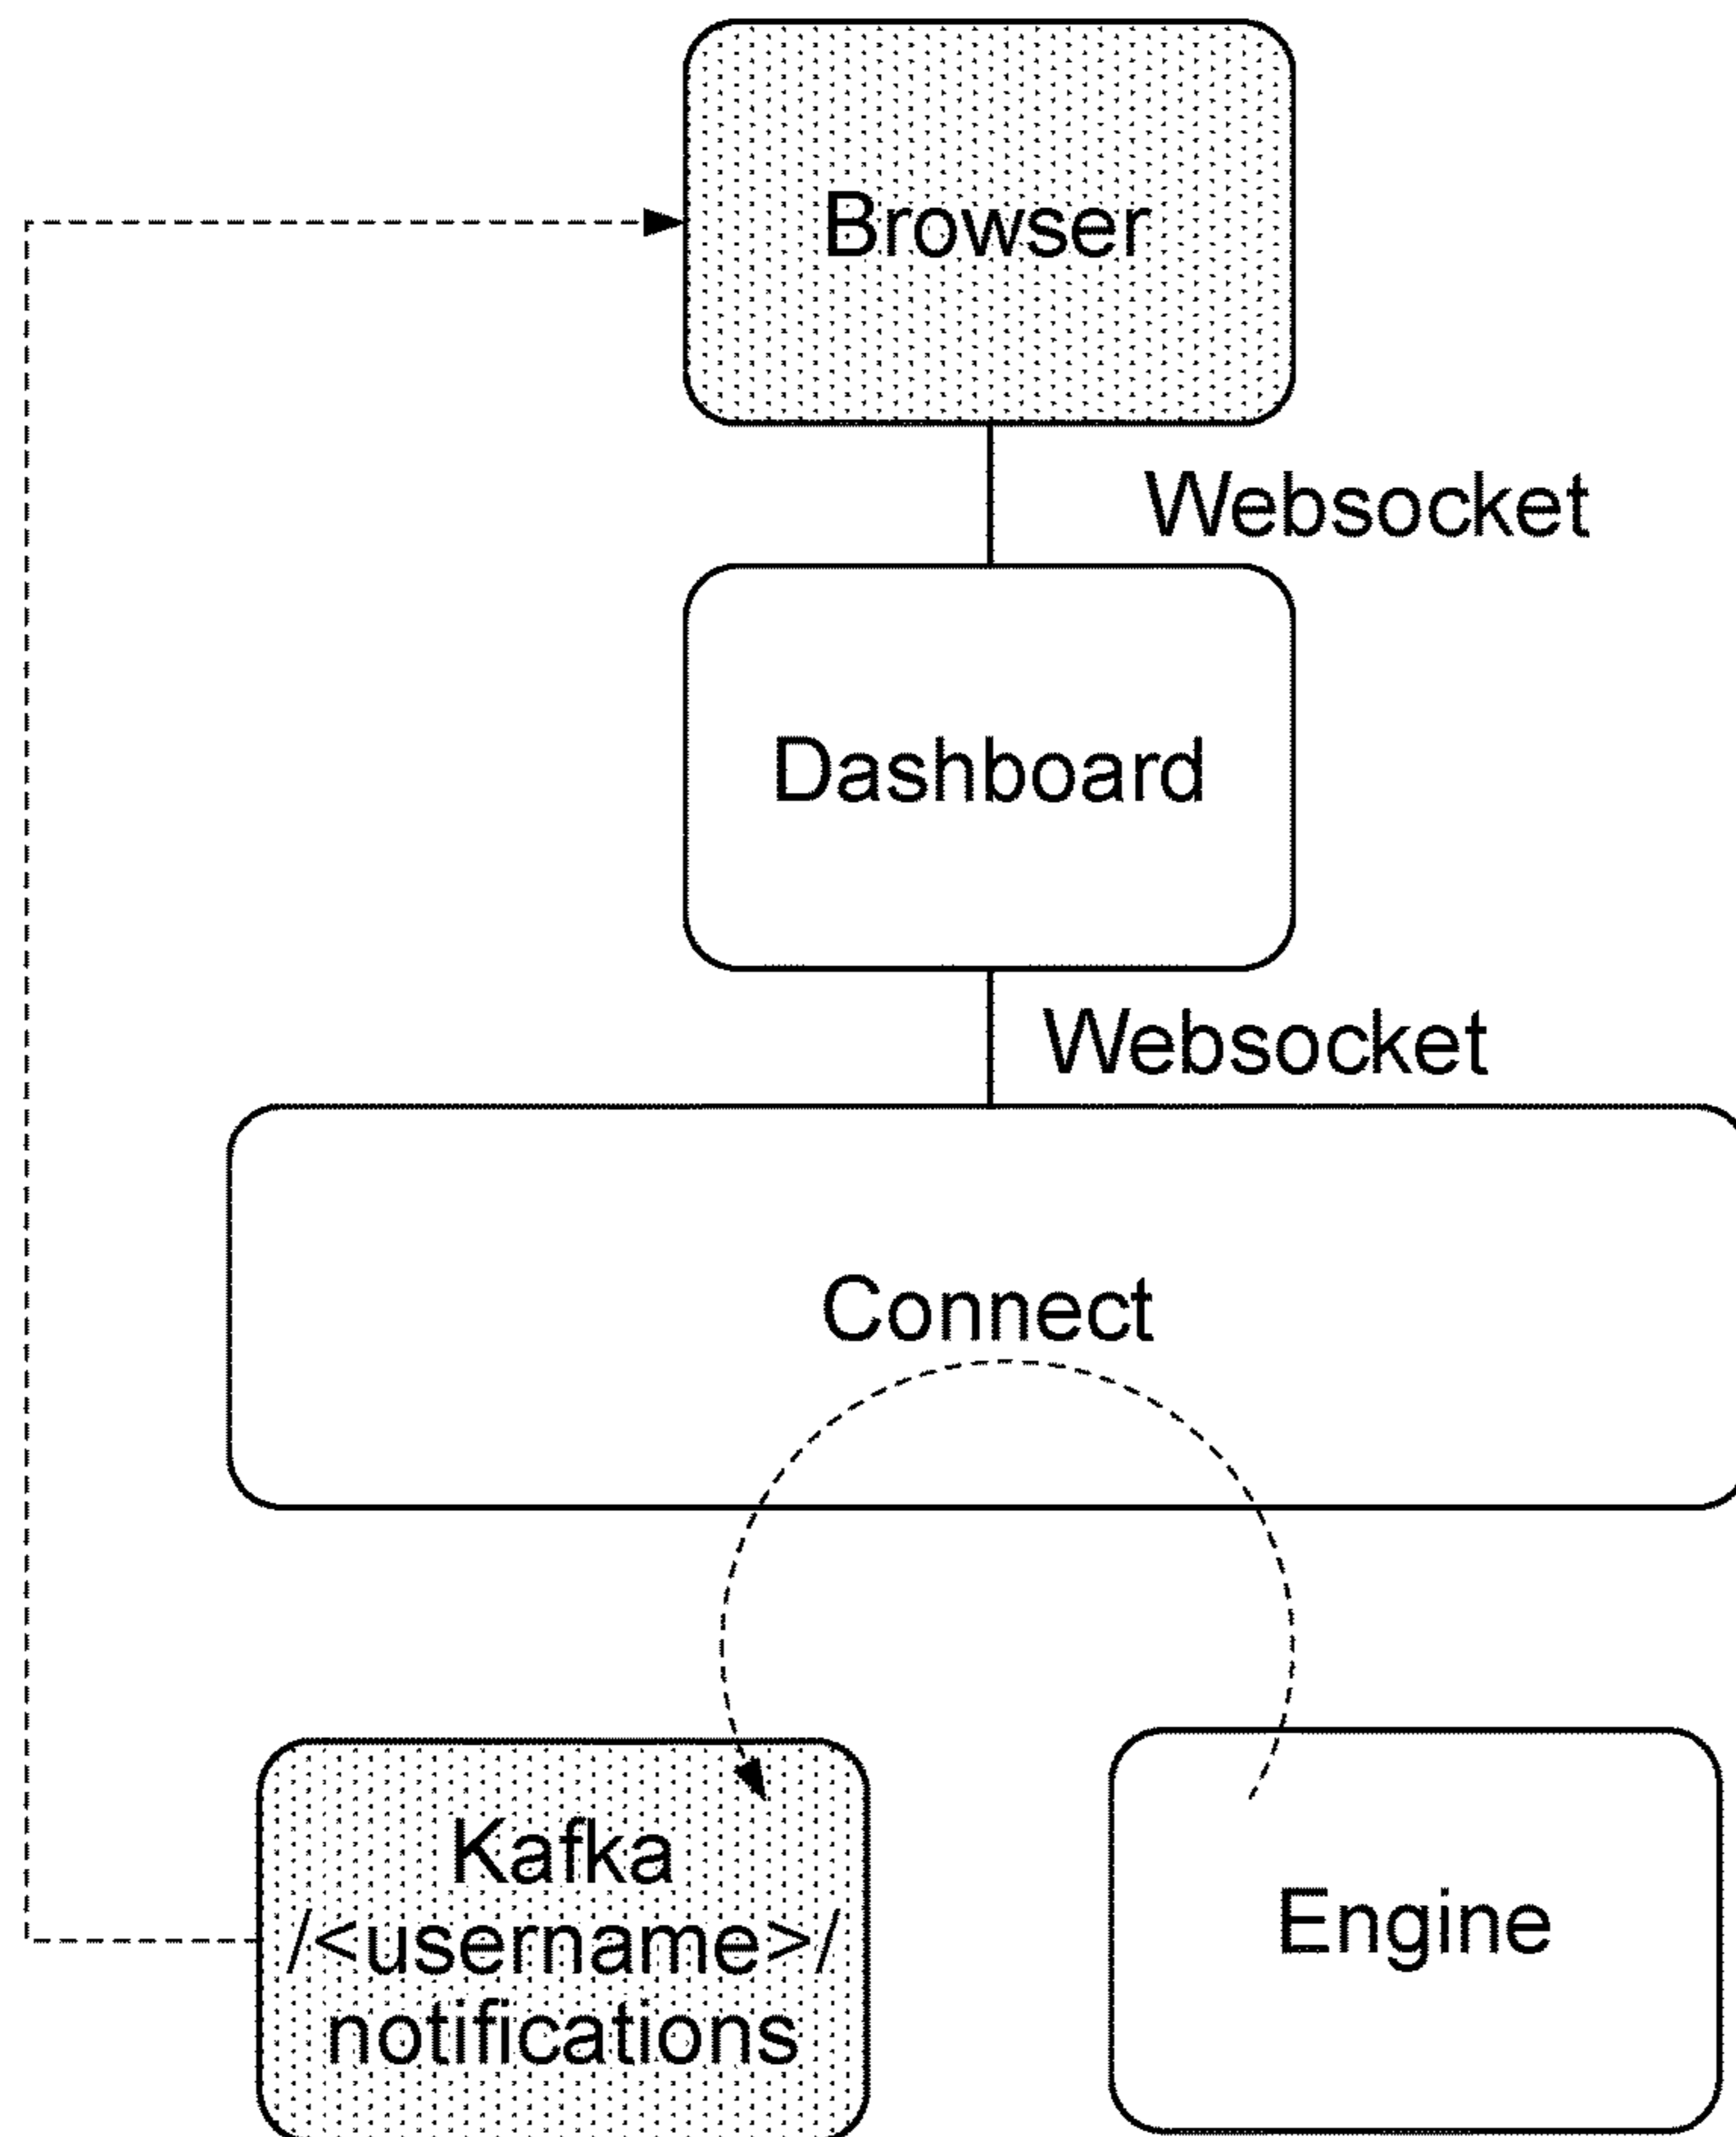 Browser
Websocket
Dashboard
Websocket
Connect
Kafka
/<username>/
notifications
Engine